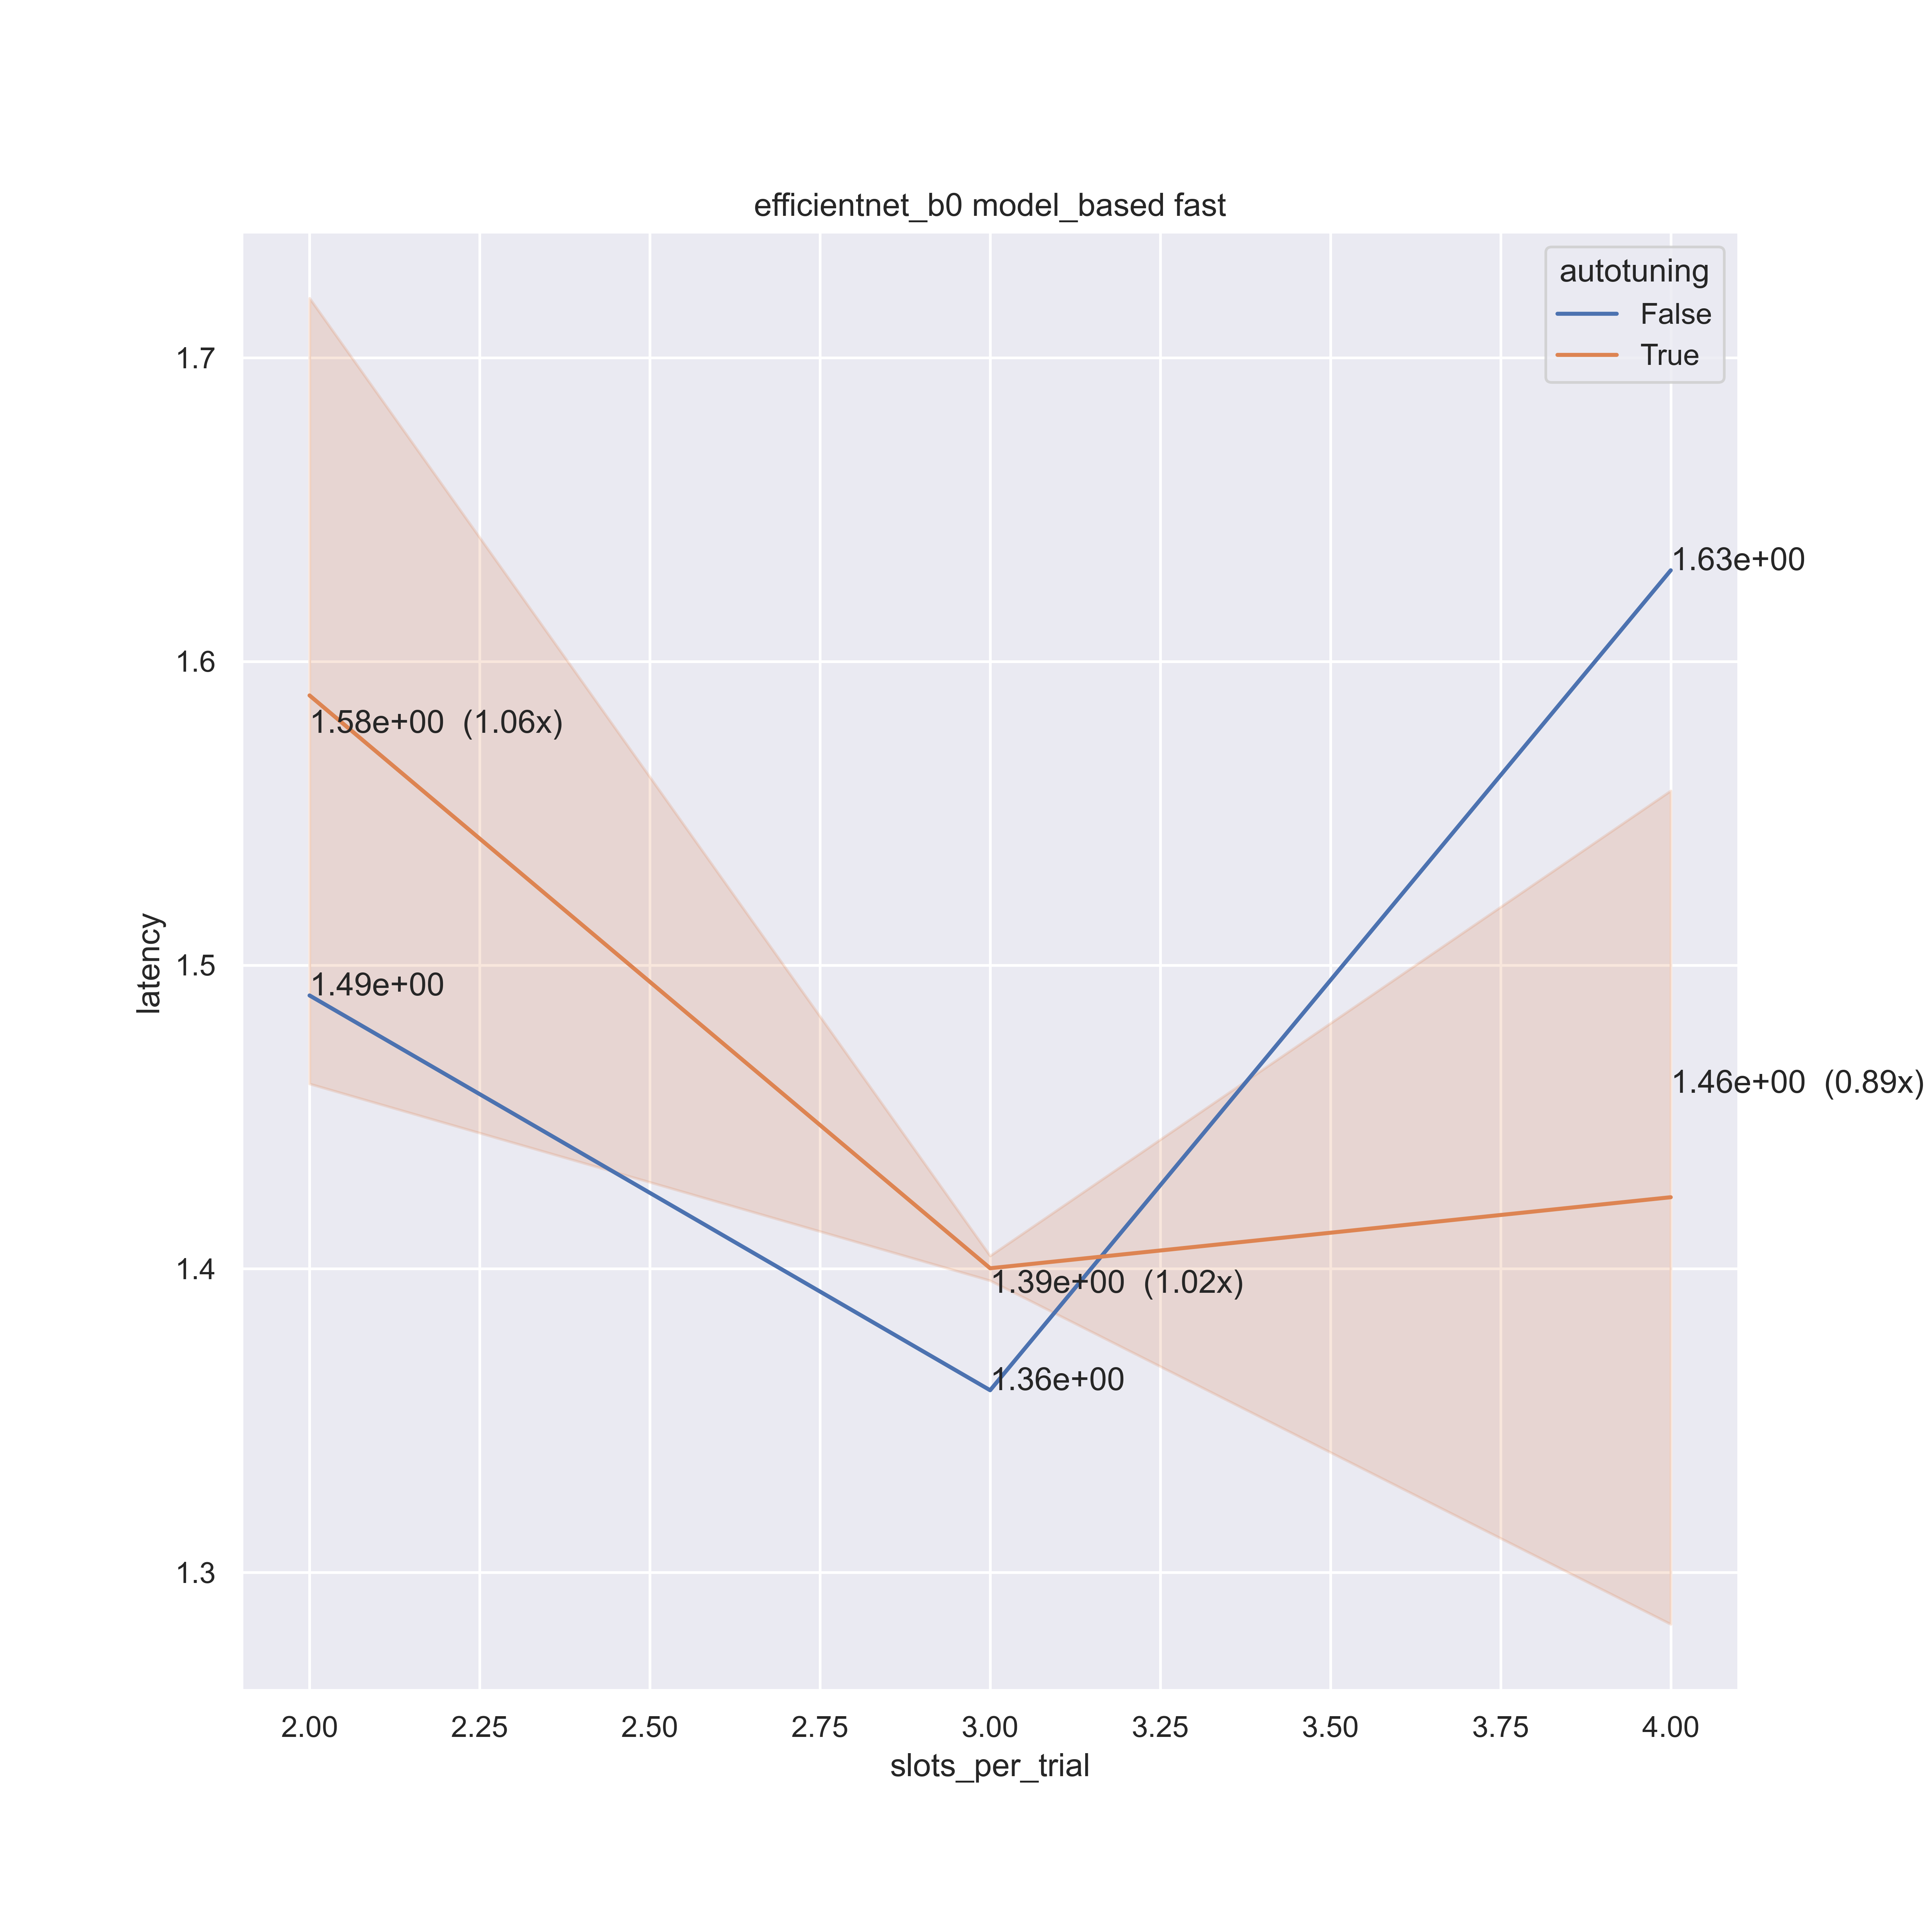 efficientnet_b0 model_based fast
autotuning
False
True
1.7
1.6
1.5
1.4
1.3
latency
1.63e+00
1.58e+00  (1.06x)
1.49e+00
1.46e+00  (0.89x)
1.39e+00  (1.02x)
1.36e+00
2.00 2.25 2.50 2.75 3.00 3.25 3.50 3.75 4.00
slots_per_trial